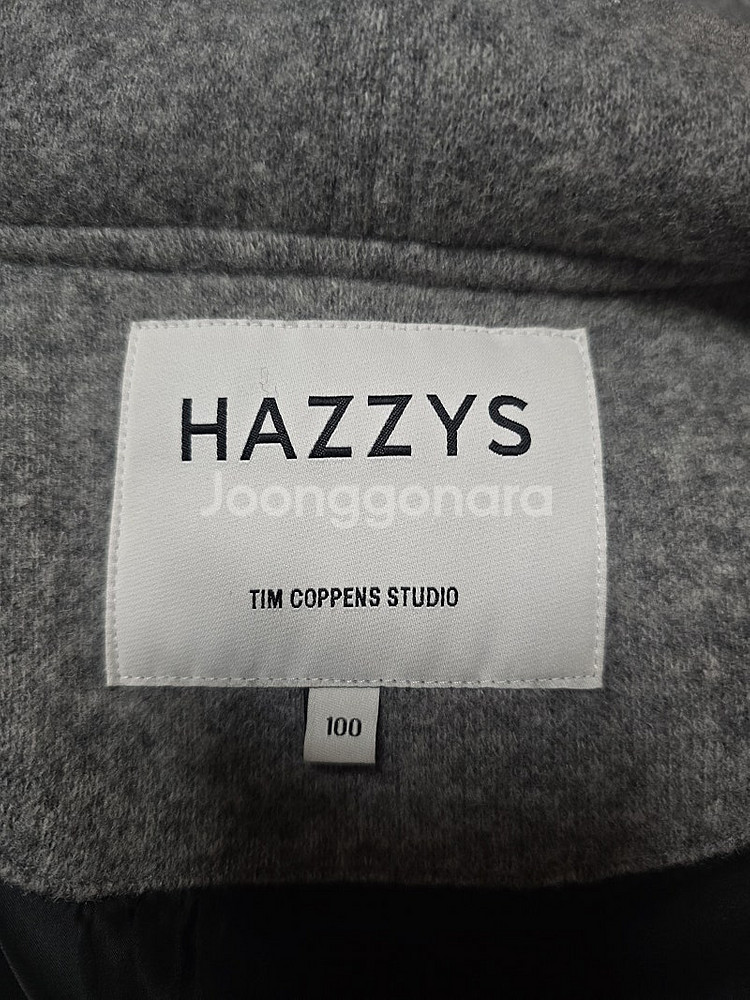 HAZZYS
Joonggonara
TIM COPPENS STUDIO
100